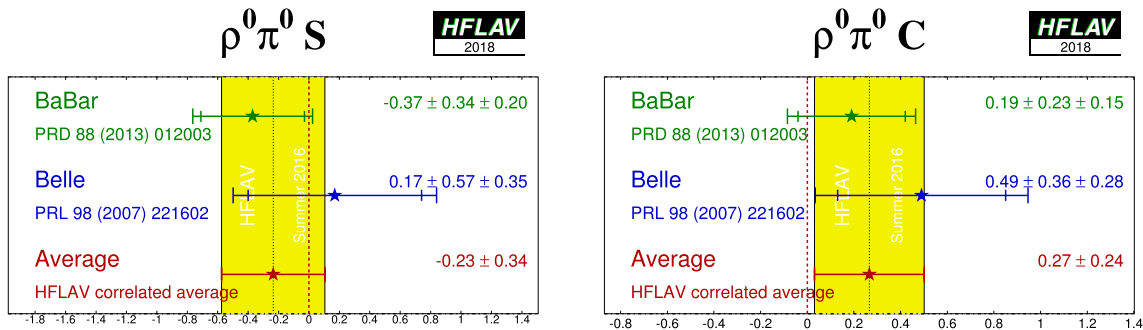 ρ⁰π⁰ S
HFLAV
2018
BaBar
-0.37 ± 0.34 ± 0.20
PRD 88 (2013) 012003
Belle
0.17 ± 0.57 ± 0.35
PRL 98 (2007) 221602
HFLAV
Summer 2016
Average
-0.23 ± 0.34
HFLAV correlated average
-1.8 -1.6 -1.4 -1.2 -1 -0.8 -0.6 -0.4 -0.2 0 0.2 0.4 0.6 0.8 1 1.2 1.4
ρ⁰π⁰ C
HFLAV
2018
BaBar
0.19 ± 0.23 ± 0.15
PRD 88 (2013) 012003
Belle
0.49 ± 0.36 ± 0.28
PRL 98 (2007) 221602
HFLAV
Summer 2016
Average
0.27 ± 0.24
HFLAV correlated average
-0.8 -0.6 -0.4 -0.2 0 0.2 0.4 0.6 0.8 1 1.2 1.4